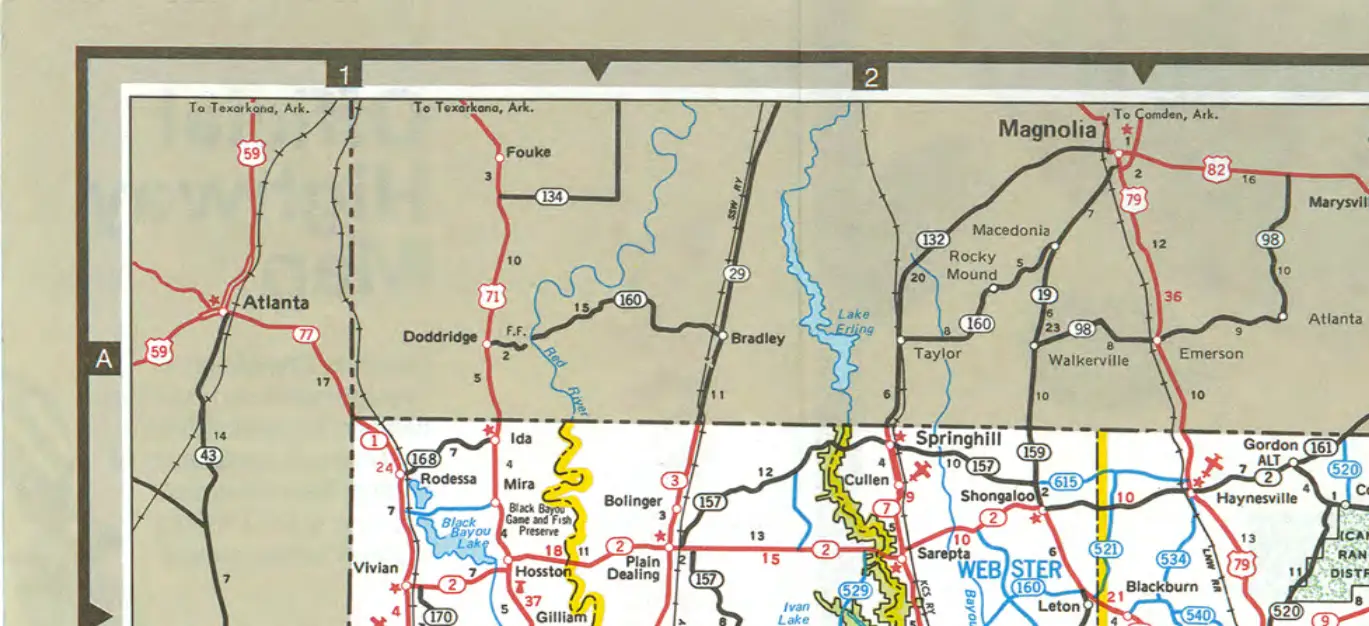 1
2
To Texarkana, Ark.
To Texarkana, Ark.
To Camden, Ark.
Magnolia
1
59
Fouke
82
2
16
3
134
79
Marysvil
7
SSW RY
Macedonia
132
12
98
Rocky
Mound
5
10
29
20
10
71
19
36
Atlanta
15
160
6
Lake
Erling
160
23
98
9
Atlanta
77
F.F.
8
8
Doddridge
Bradley
59
2
Red
River
Taylor
Walkerville
Emerson
A
17
5
11
6
10
10
14
1
Ida
Springhill
Gordon
ALT
161
43
168
7
24
4
12
4
10
157
159
7
2
520
Rodessa
Mira
3
Cullen
9
615
Bolinger
157
Shongaloo
2
10
Haynesville
4
1
Co
7
Black
Bayou
Lake
Black Bayou
Game and Fish
Preserve
3
7
5
2
4
13
10
13
ICA
RAN
DISTR
18
11
2
15
2
Sarepta
6
521
534
LNW RR
79
Vivian
Hosston
Plain
Dealing
2
WEBSTER
7
2
7
157
529
KCS RY
160
Blackburn
11
37
Ivan
Lake
Bayou
Leton
21
4
170
5
Gilliam
8
4
540
520
9
8